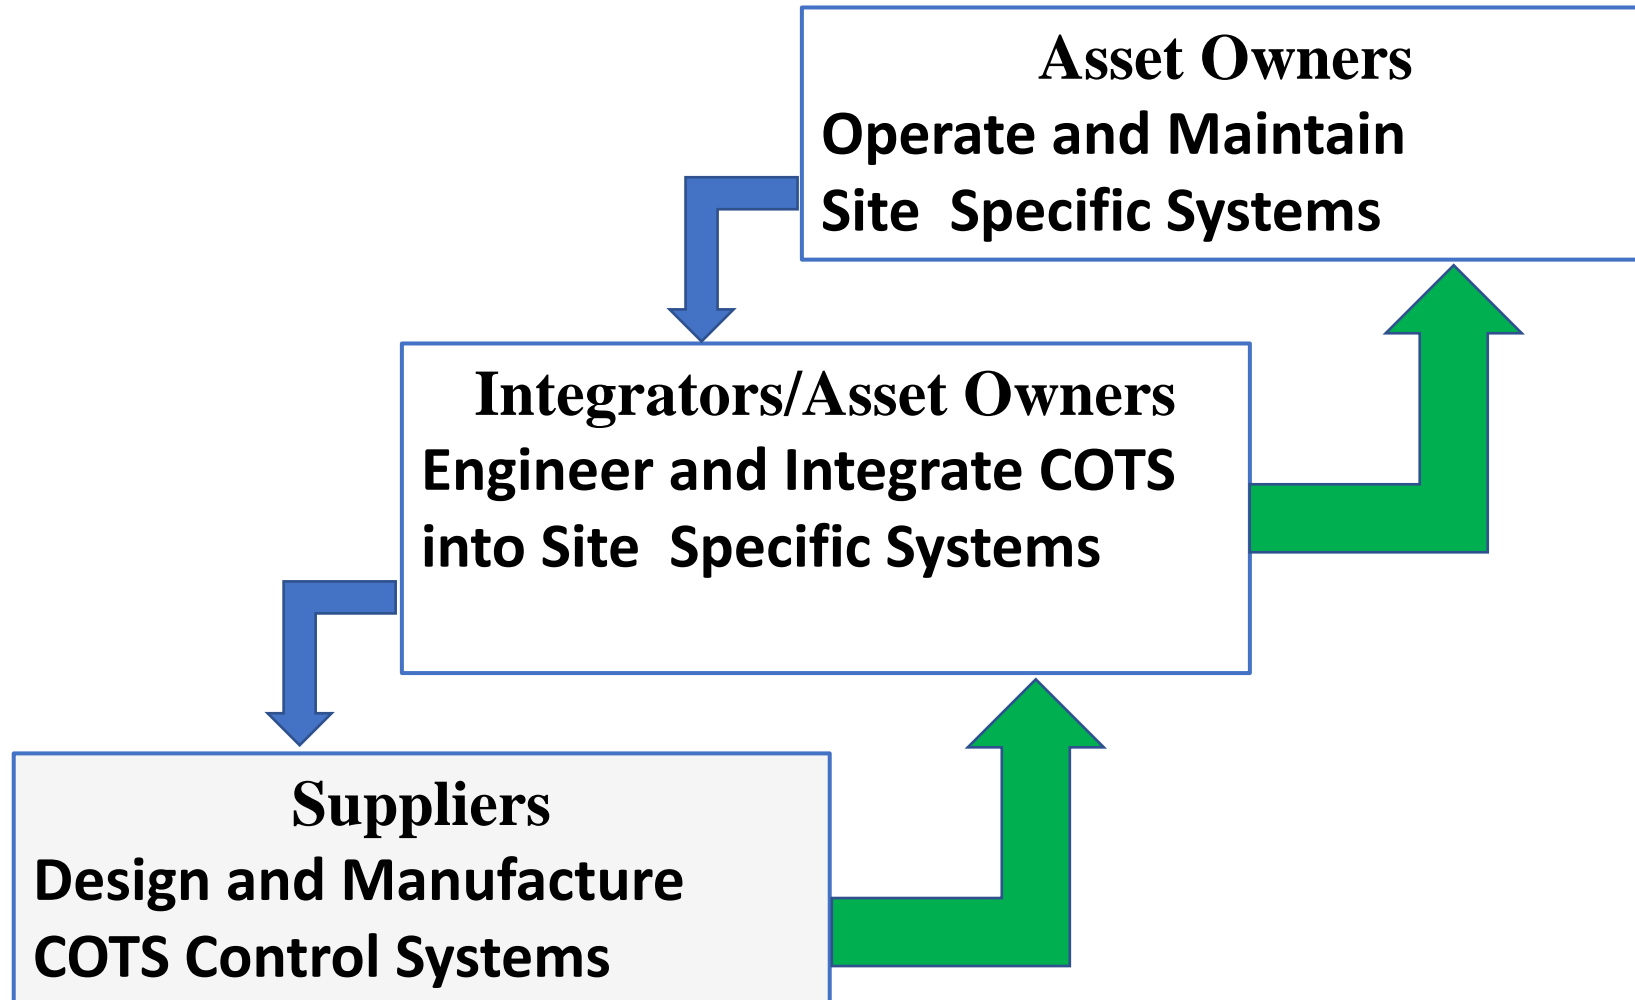 Asset Owners
Operate and Maintain
Site  Specific Systems
Integrators/Asset Owners
Engineer and Integrate COTS
into Site  Specific Systems
Suppliers
Design and Manufacture
COTS Control Systems